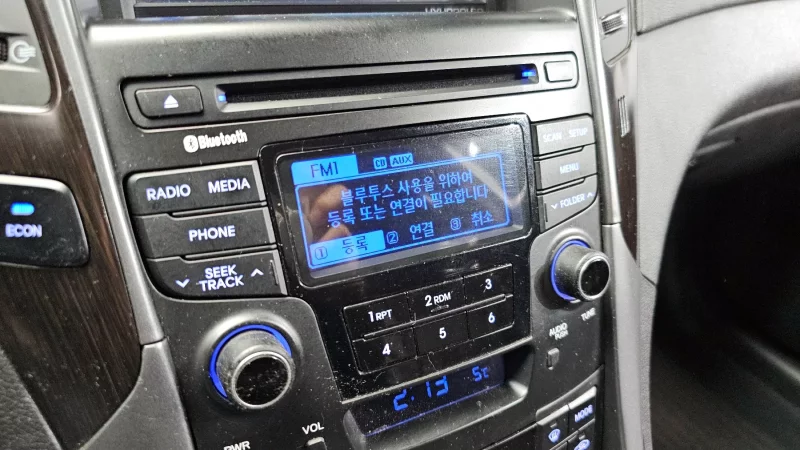 Bluetooth
RADIO MEDIA
PHONE
SEEK
TRACK
ECON
FM1 CD AUX
블루투스 사용을 위하여
등록 또는 연결이 필요합니다
① 등록 ② 연결 ③ 취소
SCAN SETUP
MENU
FOLDER
1 RPT 2 RDM 3
4 5 6
AUDIO TUNE
PUSH
2:13 5℃
PWR VOL
MODE